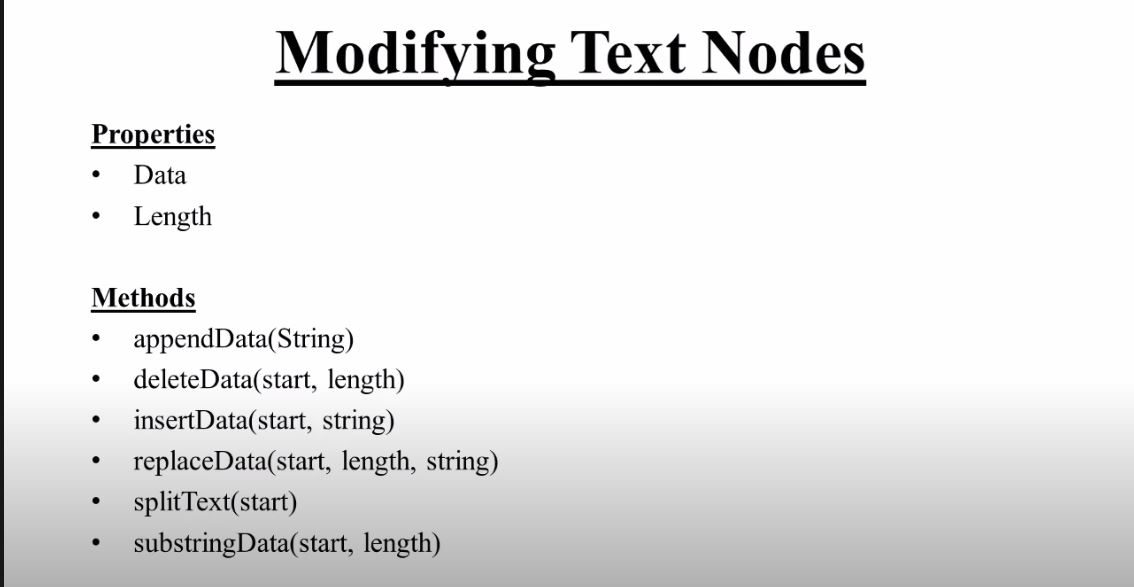 Modifying Text Nodes
Properties
• Data
• Length
Methods
• appendData(String)
• deleteData(start, length)
• insertData(start, string)
• replaceData(start, length, string)
• splitText(start)
• substringData(start, length)